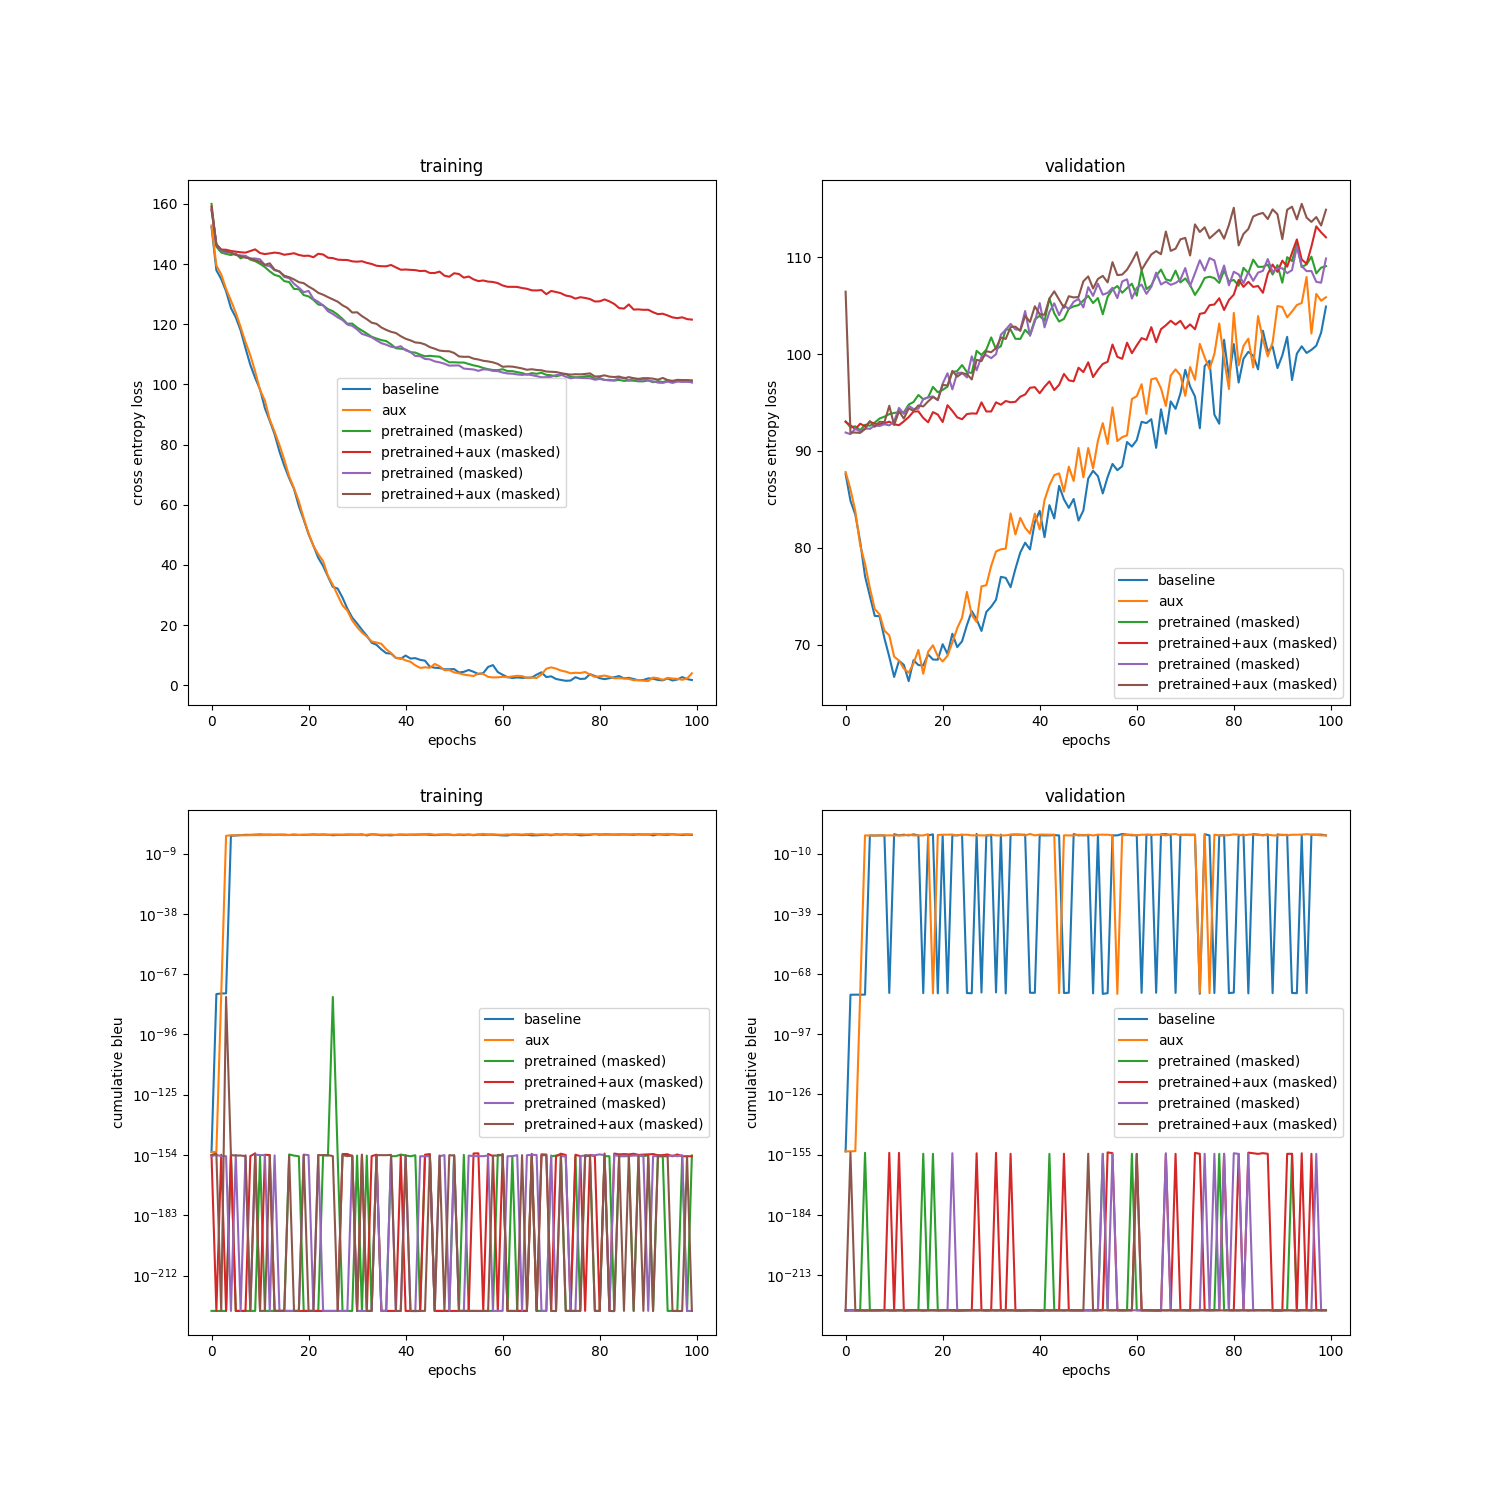 training
validation
160
140
120
100
80
60
40
20
0
cross entropy loss
baseline
aux
pretrained (masked)
pretrained+aux (masked)
pretrained (masked)
pretrained+aux (masked)
0 20 40 60 80 100
epochs
110
100
90
80
70
cross entropy loss
baseline
aux
pretrained (masked)
pretrained+aux (masked)
pretrained (masked)
pretrained+aux (masked)
0 20 40 60 80 100
epochs
training
validation
10⁻⁹
10⁻³⁸
10⁻⁶⁷
10⁻⁹⁶
10⁻¹²⁵
10⁻¹⁵⁴
10⁻¹⁸³
10⁻²¹²
cumulative bleu
baseline
aux
pretrained (masked)
pretrained+aux (masked)
pretrained (masked)
pretrained+aux (masked)
0 20 40 60 80 100
epochs
10⁻¹⁰
10⁻³⁹
10⁻⁶⁸
10⁻⁹⁷
10⁻¹²⁶
10⁻¹⁵⁵
10⁻¹⁸⁴
10⁻²¹³
cumulative bleu
baseline
aux
pretrained (masked)
pretrained+aux (masked)
pretrained (masked)
pretrained+aux (masked)
0 20 40 60 80 100
epochs